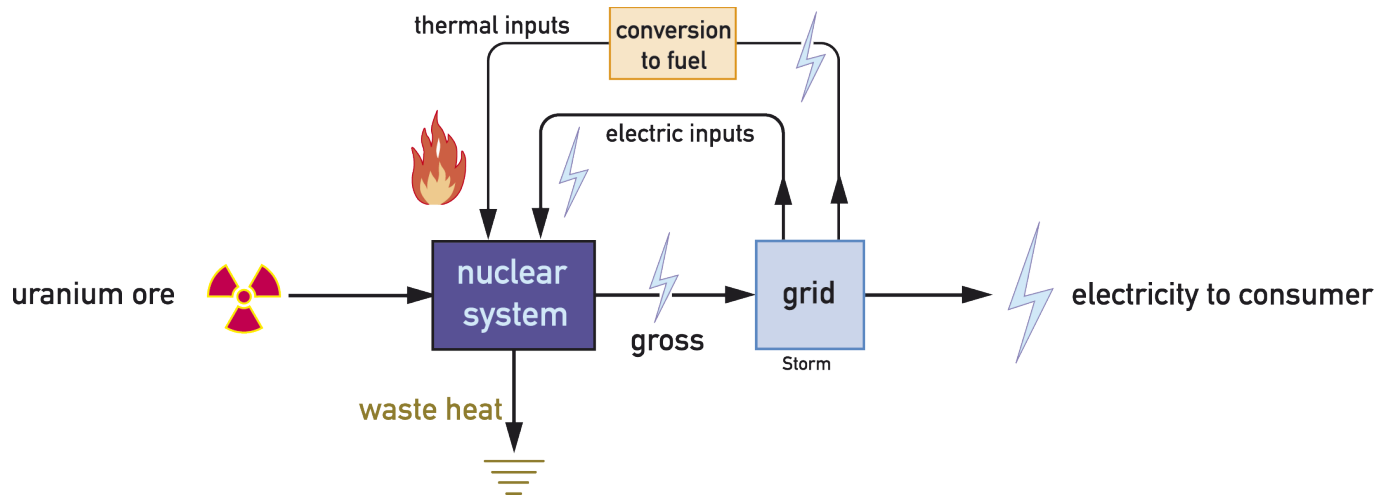 thermal inputs
conversion
to fuel
electric inputs
uranium ore
nuclear
system
gross
grid
Storm
electricity to consumer
waste heat